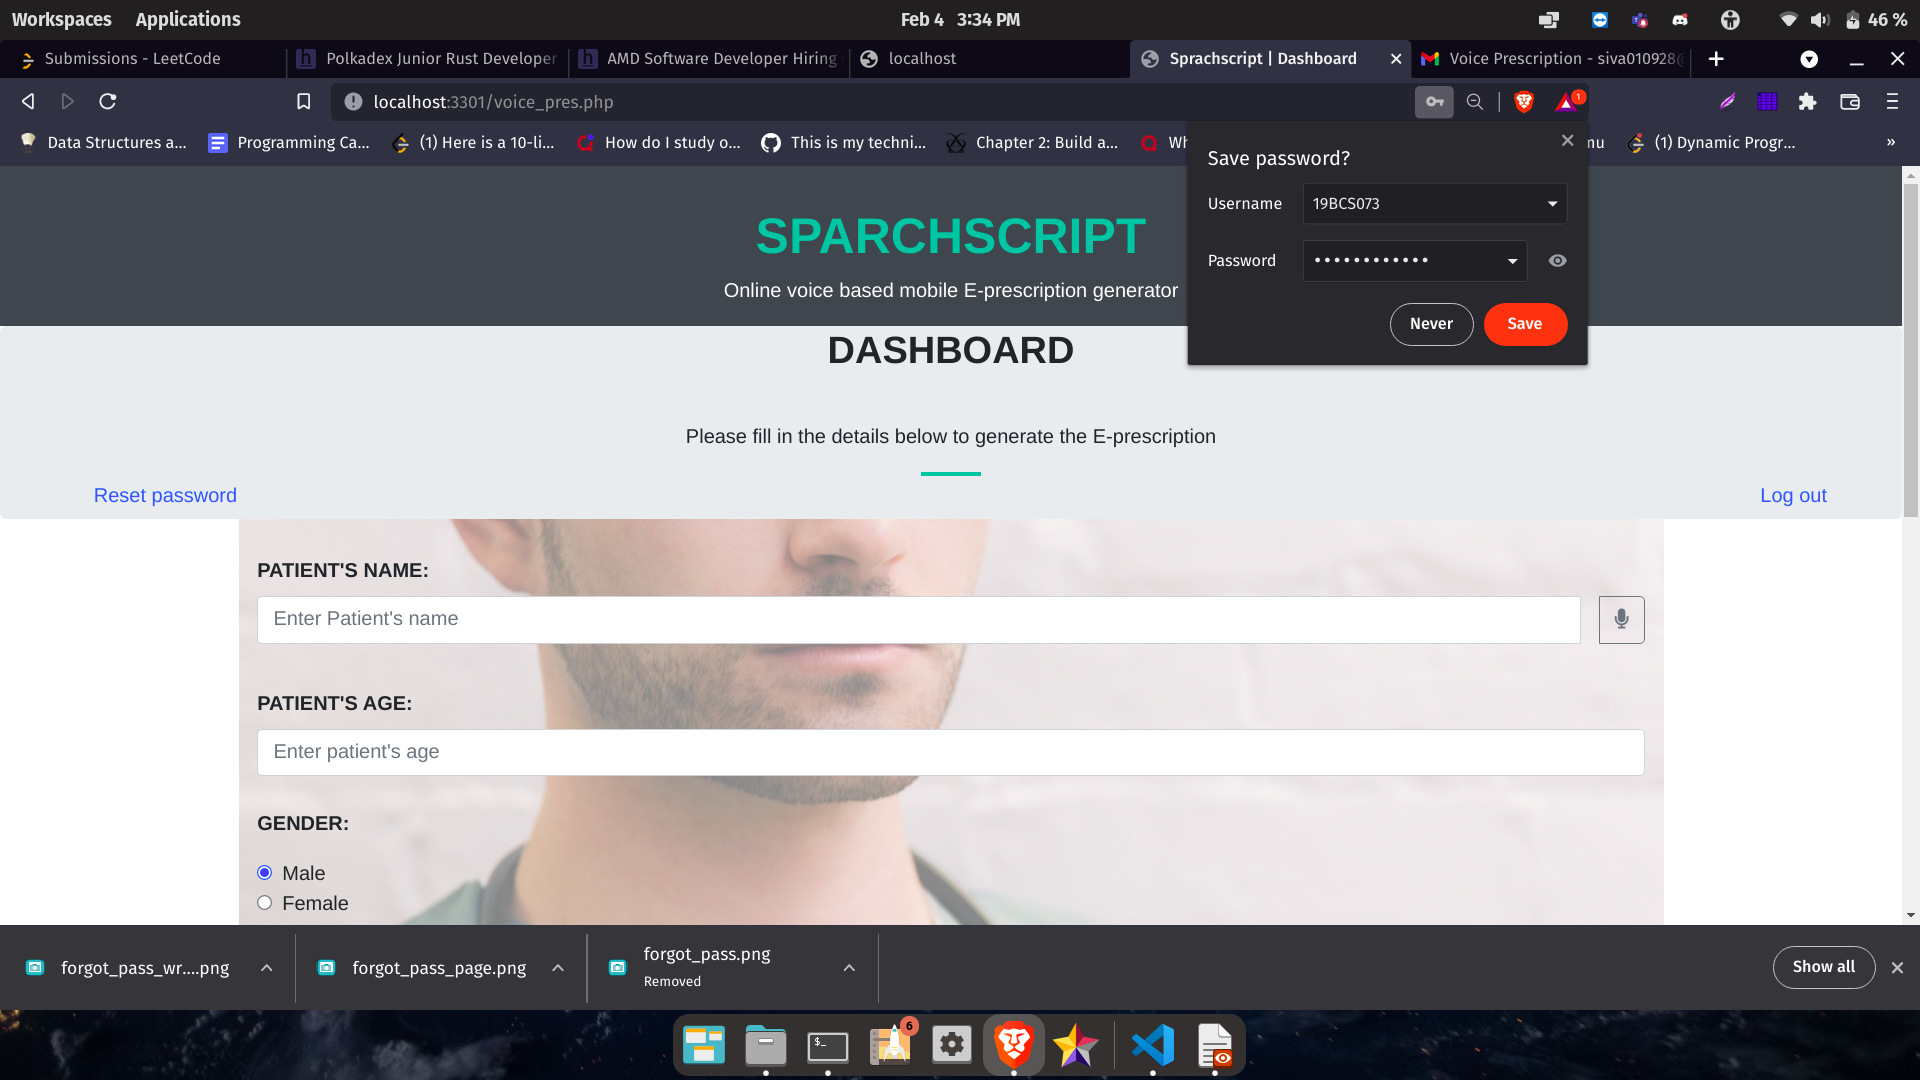 Workspaces Applications Feb 4 3:34 PM 46 %
Submissions - LeetCode Polkadex Junior Rust Developer AMD Software Developer Hiring localhost Sprachscript | Dashboard Voice Prescription - siva010928@
localhost:3301/voice_pres.php 1
Data Structures a... Programming Ca... (1) Here is a 10-li... How do I study o... This is my techni... Chapter 2: Build a... (1) Dynamic Progr... »
Save password?
Username 19BCS073
Password ••••••••••••
Never Save
SPARCHSCRIPT
Online voice based mobile E-prescription generator
DASHBOARD
Please fill in the details below to generate the E-prescription
Reset password Log out
PATIENT'S NAME:
Enter Patient's name
PATIENT'S AGE:
Enter patient's age
GENDER:
Male
Female
forgot_pass_wr....png forgot_pass_page.png forgot_pass.png
Removed
Show all
$_ 6